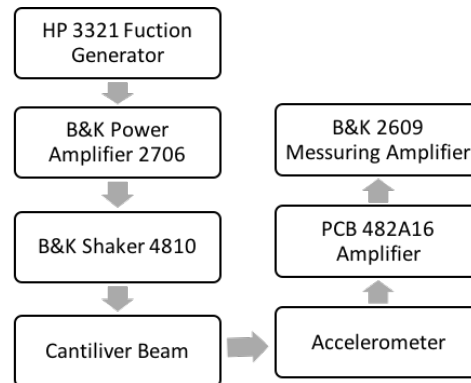 HP 3321 Fuction
Generator
B&K Power
Amplifier 2706
B&K Shaker 4810
Cantiliver Beam
Accelerometer
PCB 482A16
Amplifier
B&K 2609
Messuring Amplifier